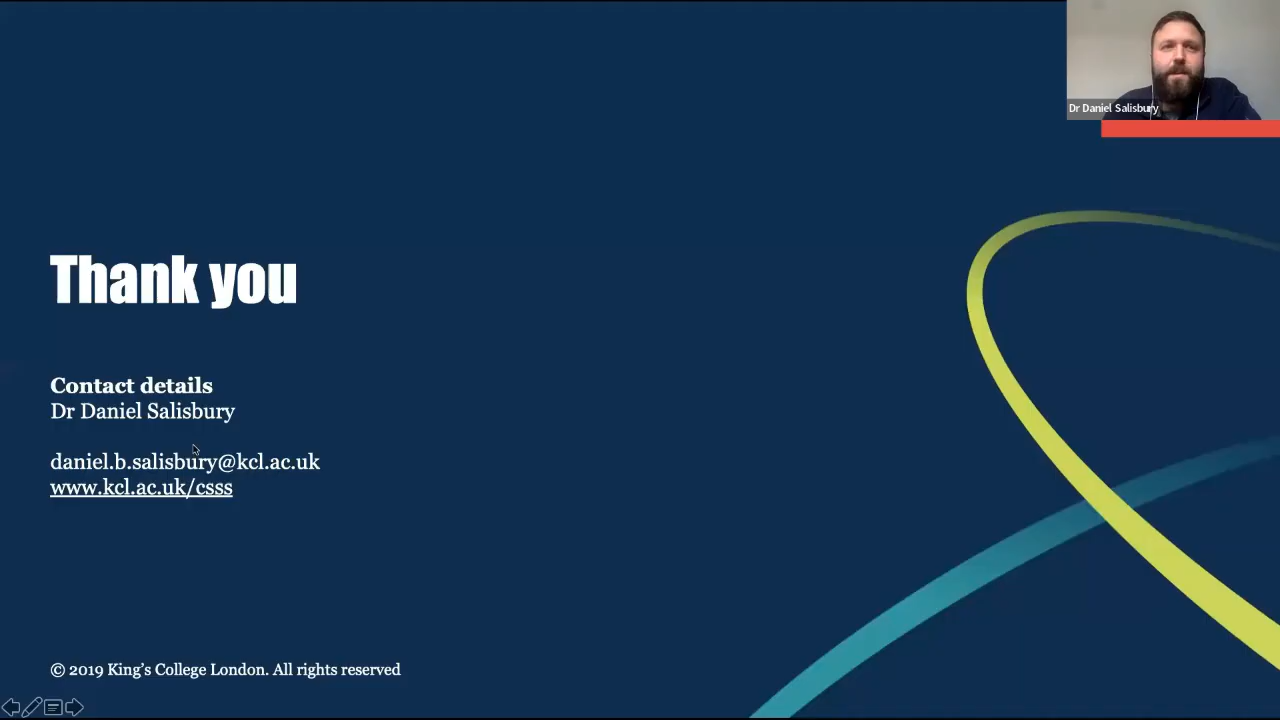 Dr Daniel Salisbury
Thank you
Contact details
Dr Daniel Salisbury
daniel.b.salisbury@kcl.ac.uk
www.kcl.ac.uk/csss
© 2019 King's College London. All rights reserved